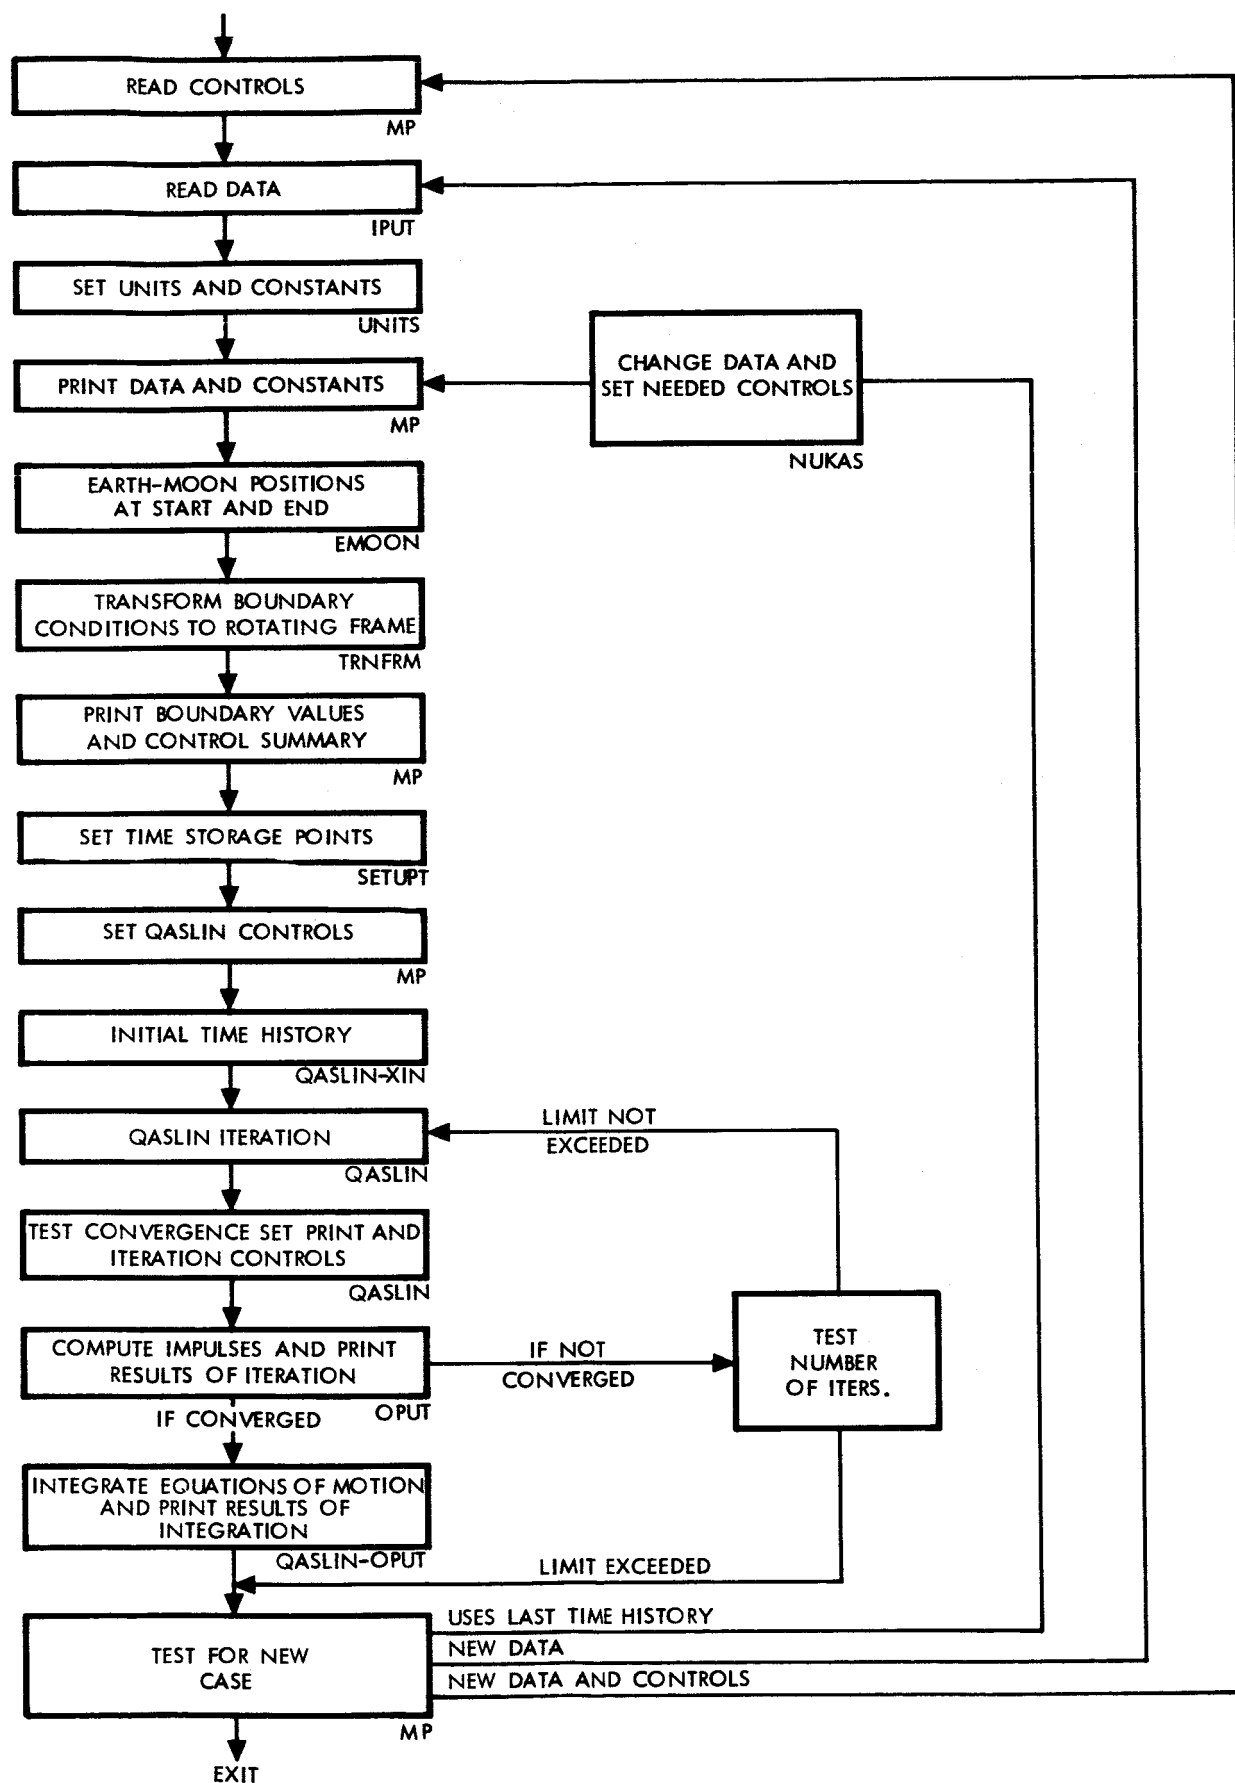 READ CONTROLS
MP
READ DATA
IPUT
SET UNITS AND CONSTANTS
UNITS
PRINT DATA AND CONSTANTS
MP
CHANGE DATA AND
SET NEEDED CONTROLS
NUKAS
EARTH-MOON POSITIONS
AT START AND END
EMOON
TRANSFORM BOUNDARY
CONDITIONS TO ROTATING FRAME
TRNFRM
PRINT BOUNDARY VALUES
AND CONTROL SUMMARY
MP
SET TIME STORAGE POINTS
SETUPT
SET QASLIN CONTROLS
MP
INITIAL TIME HISTORY
QASLIN-XIN
QASLIN ITERATION
QASLIN
LIMIT NOT
EXCEEDED
TEST CONVERGENCE SET PRINT AND
ITERATION CONTROLS
QASLIN
COMPUTE IMPULSES AND PRINT
RESULTS OF ITERATION
OPUT
IF NOT
CONVERGED
TEST
NUMBER
OF ITERS.
IF CONVERGED
INTEGRATE EQUATIONS OF MOTION
AND PRINT RESULTS OF
INTEGRATION
QASLIN-OPUT
LIMIT EXCEEDED
TEST FOR NEW
CASE
MP
USES LAST TIME HISTORY
NEW DATA
NEW DATA AND CONTROLS
EXIT